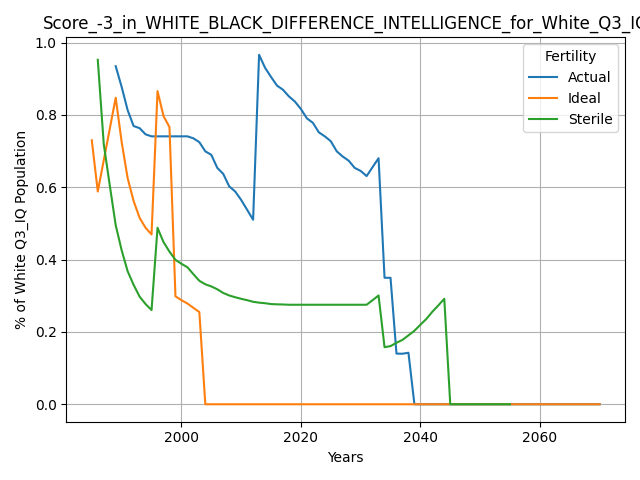 Score_-3_in_WHITE_BLACK_DIFFERENCE_INTELLIGENCE_for_White_Q3_IQ
Fertility
Actual
Ideal
Sterile
% of White Q3_IQ Population
1.0
0.8
0.6
0.4
0.2
0.0
2000
2020
2040
2060
Years